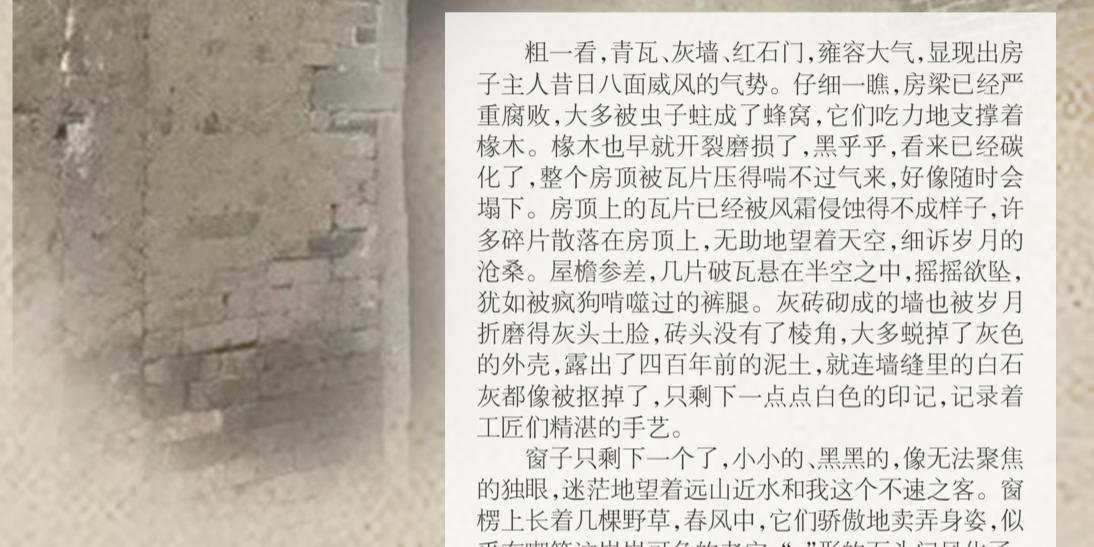 粗一看，青瓦、灰墙、红石门，雍容大气，显现出房
子主人昔日八面威风的气势。仔细一瞧，房梁已经严
重腐败，大多被虫子蛀成了蜂窝，它们吃力地支撑着
椽木。椽木也早就开裂磨损了，黑乎乎，看来已经碳
化了，整个房顶被瓦片压得喘不过气来，好像随时会
塌下。房顶上的瓦片已经被风霜侵蚀得不成样子，许
多碎片散落在房顶上，无助地望着天空，细诉岁月的
沧桑。屋檐参差，几片破瓦悬在半空之中，摇摇欲坠，
犹如被疯狗啃噬过的裤腿。灰砖砌成的墙也被岁月
折磨得灰头土脸，砖头没有了棱角，大多蜕掉了灰色
的外壳，露出了四百年前的泥土，就连墙缝里的白石
灰都像被抠掉了，只剩下一点点白色的印记，记录着
工匠们精湛的手艺。
窗子只剩下一个了，小小的、黑黑的，像无法聚焦
的独眼，迷茫地望着远山近水和我这个不速之客。窗
楞上长着几棵野草，春风中，它们骄傲地卖弄身姿，似